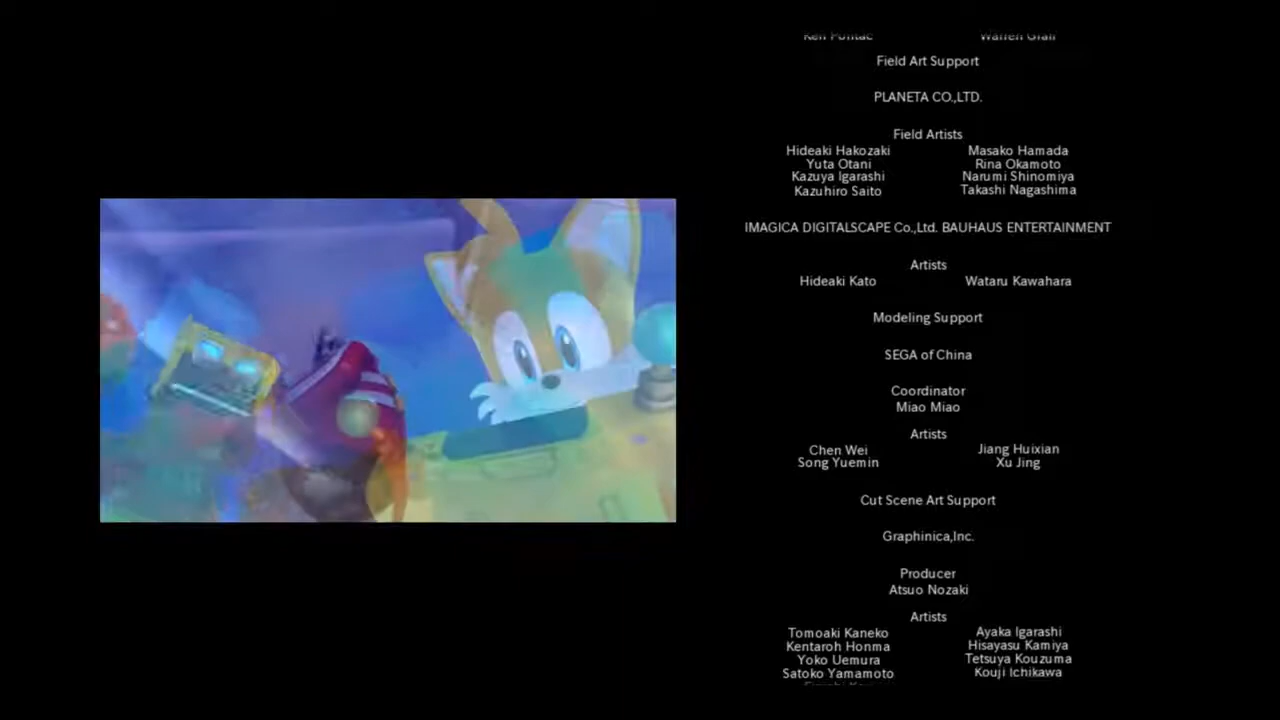 Field Art Support
PLANETA CO.,LTD.
Field Artists
Hideaki Hakozaki Masako Hamada
Yuta Otani Rina Okamoto
Kazuya Igarashi Narumi Shinomiya
Kazuhiro Saito Takashi Nagashima
IMAGICA DIGITALSCAPE Co.,Ltd. BAUHAUS ENTERTAINMENT
Artists
Hideaki Kato Wataru Kawahara
Modeling Support
SEGA of China
Coordinator
Miao Miao
Artists
Chen Wei Jiang Huixian
Song Yuemin Xu Jing
Cut Scene Art Support
Graphinica,Inc.
Producer
Atsuo Nozaki
Artists
Tomoaki Kaneko Ayaka Igarashi
Kentaroh Honma Hisayasu Kamiya
Yoko Uemura Tetsuya Kouzuma
Satoko Yamamoto Kouji Ichikawa